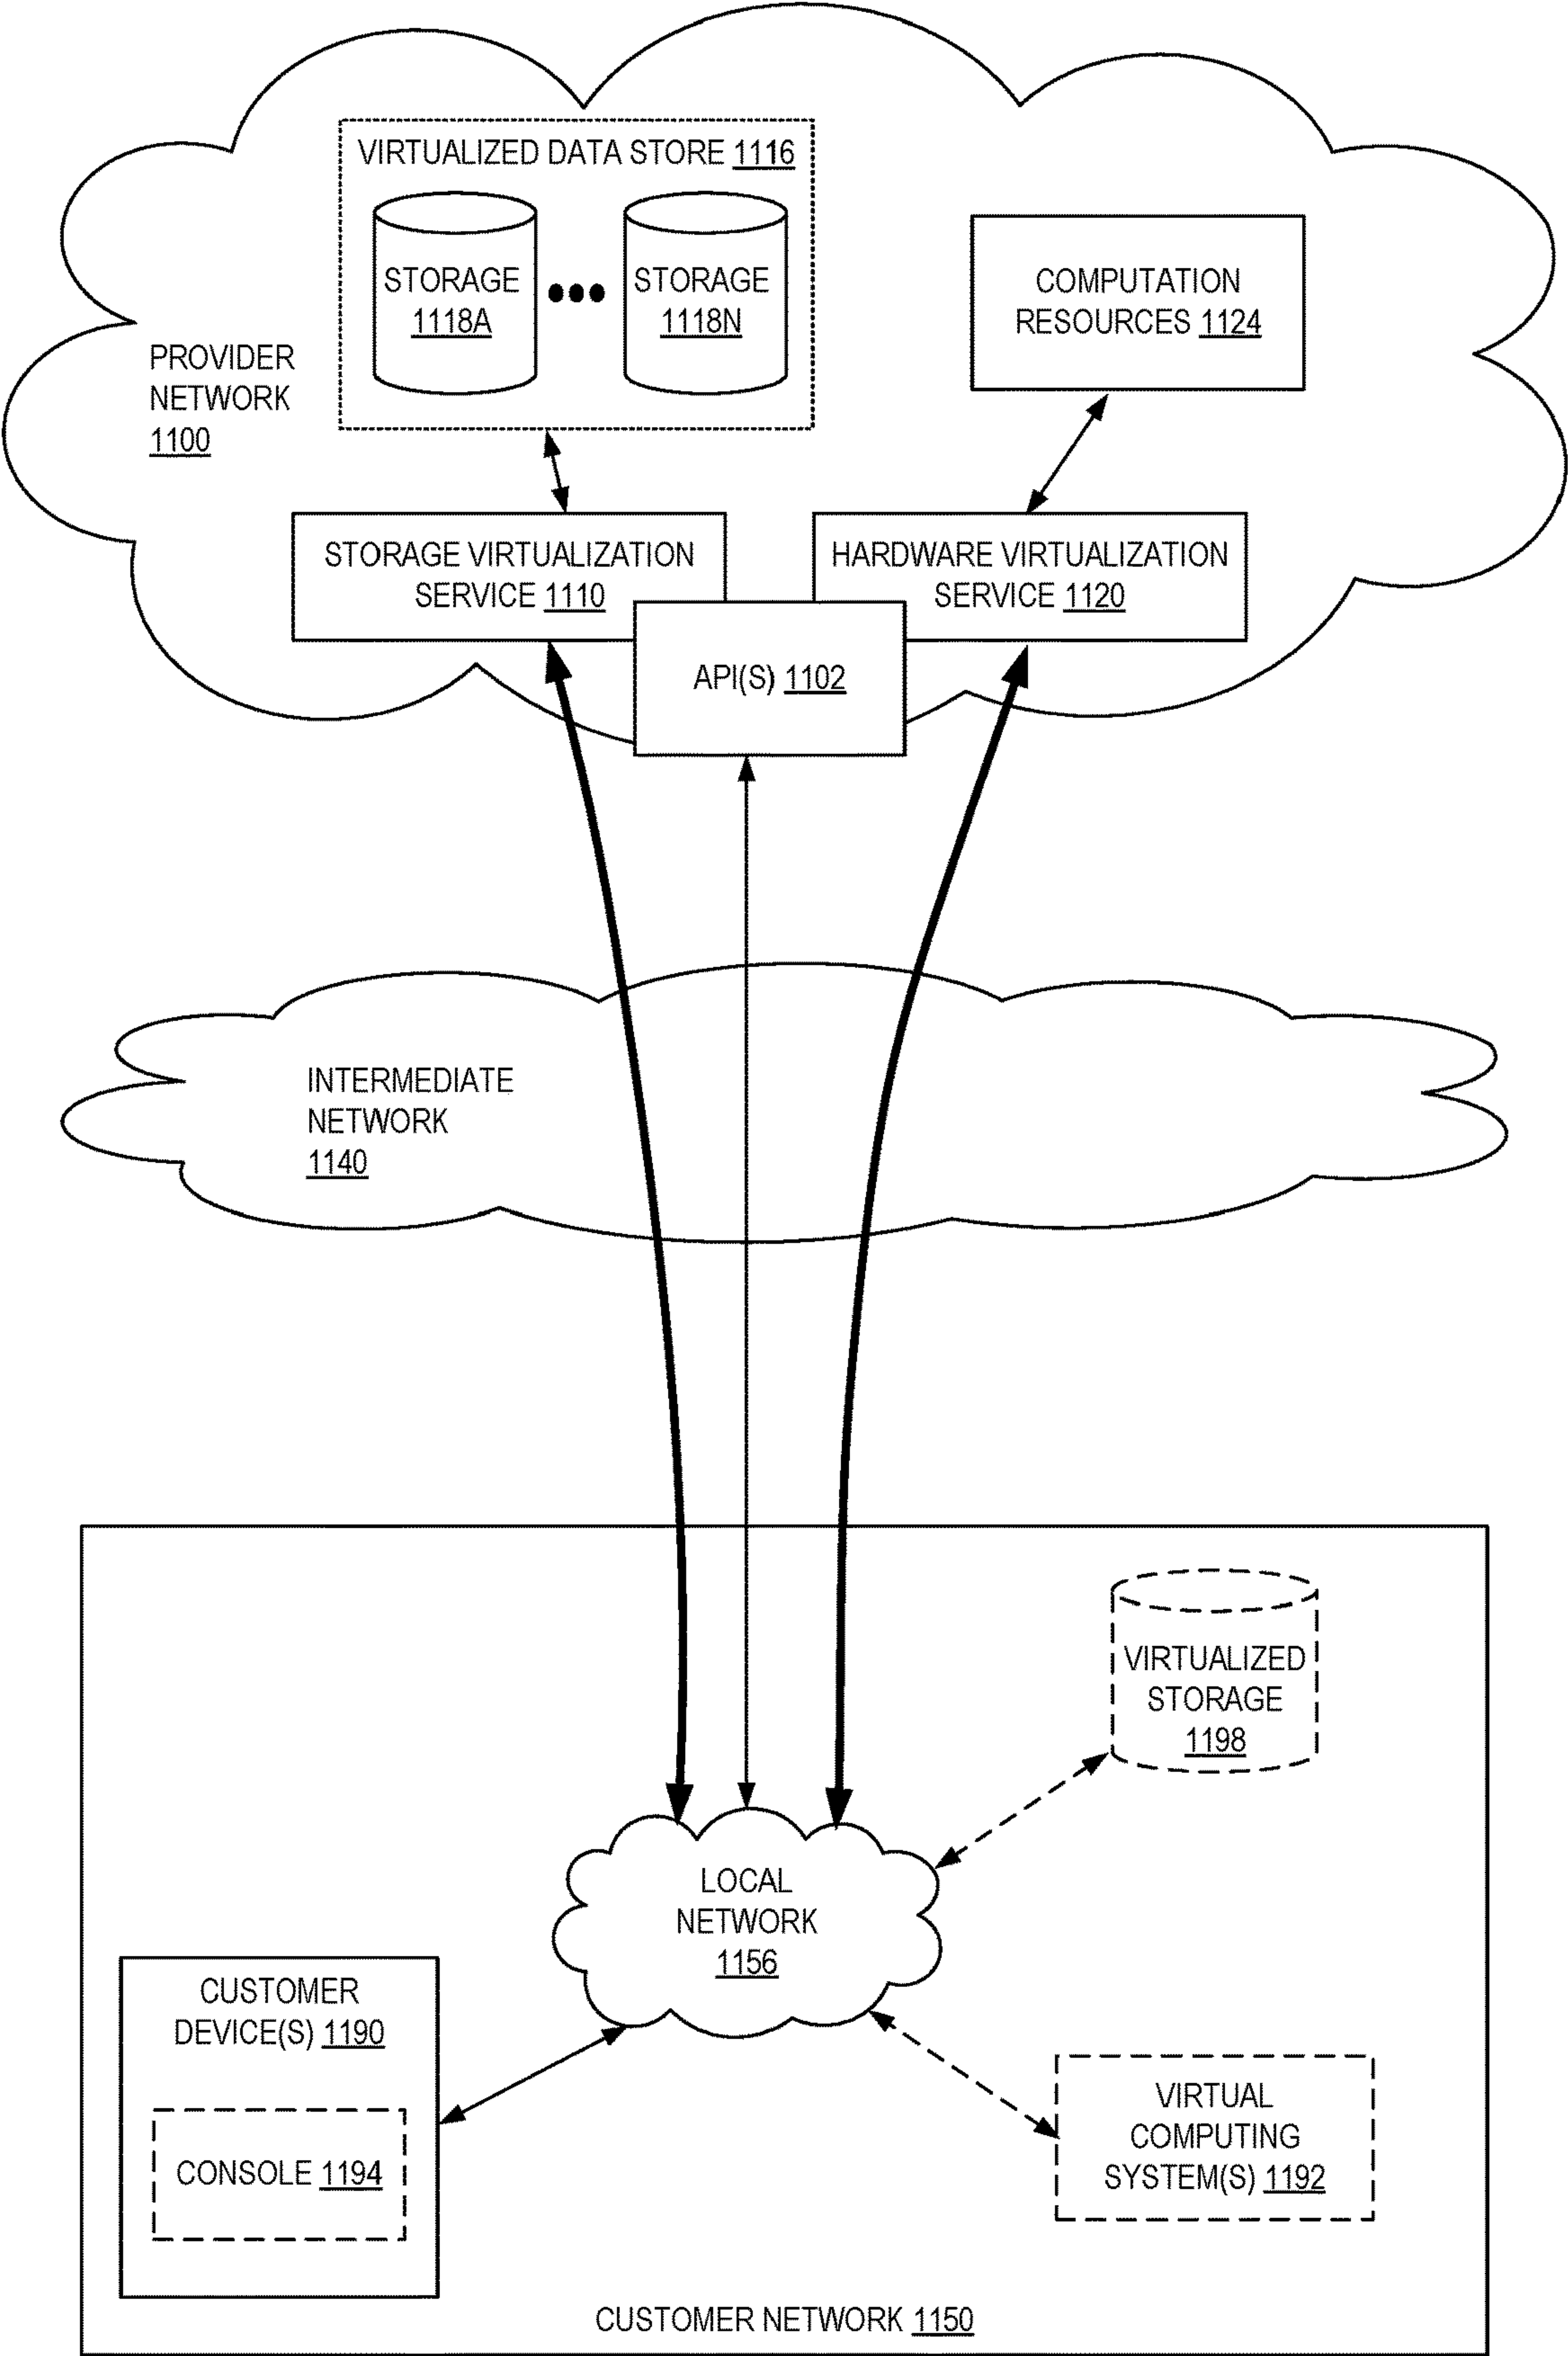 VIRTUALIZED DATA STORE 1116
STORAGE
1118A
STORAGE
1118N
COMPUTATION
RESOURCES 1124
PROVIDER
NETWORK
1100
STORAGE VIRTUALIZATION
SERVICE 1110
HARDWARE VIRTUALIZATION
SERVICE 1120
API(S) 1102
INTERMEDIATE
NETWORK
1140
VIRTUALIZED
STORAGE
1198
LOCAL
NETWORK
1156
CUSTOMER
DEVICE(S) 1190
CONSOLE 1194
VIRTUAL
COMPUTING
SYSTEM(S) 1192
CUSTOMER NETWORK 1150